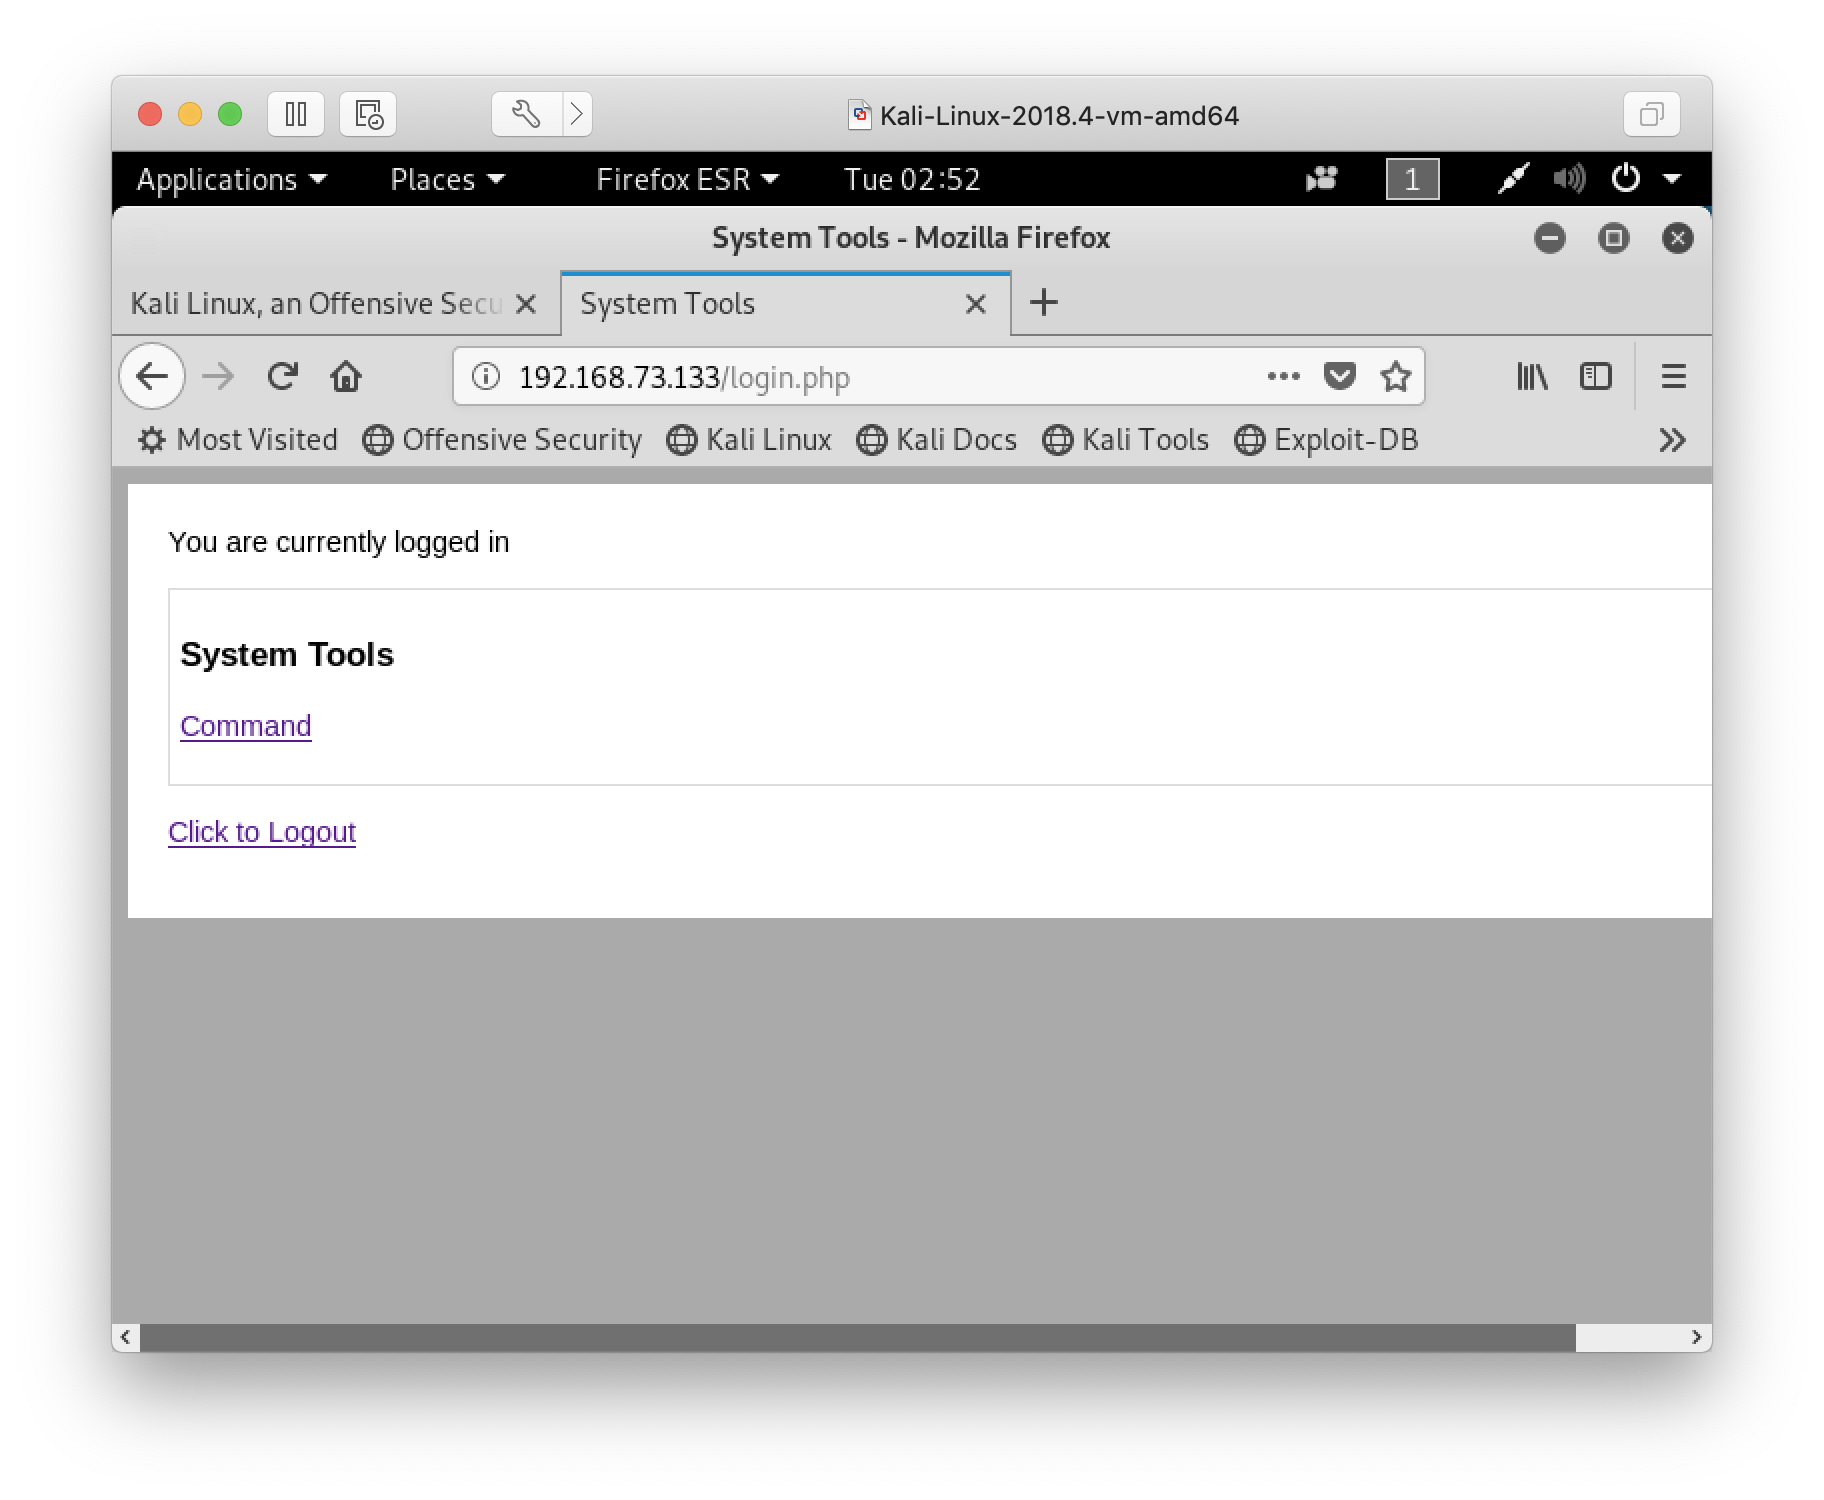 Kali-Linux-2018.4-vm-amd64
Applications Places Firefox ESR Tue 02:52 1
System Tools - Mozilla Firefox
Kali Linux, an Offensive Secu System Tools
192.168.73.133/login.php
Most Visited Offensive Security Kali Linux Kali Docs Kali Tools Exploit-DB
You are currently logged in
System Tools
Command
Click to Logout